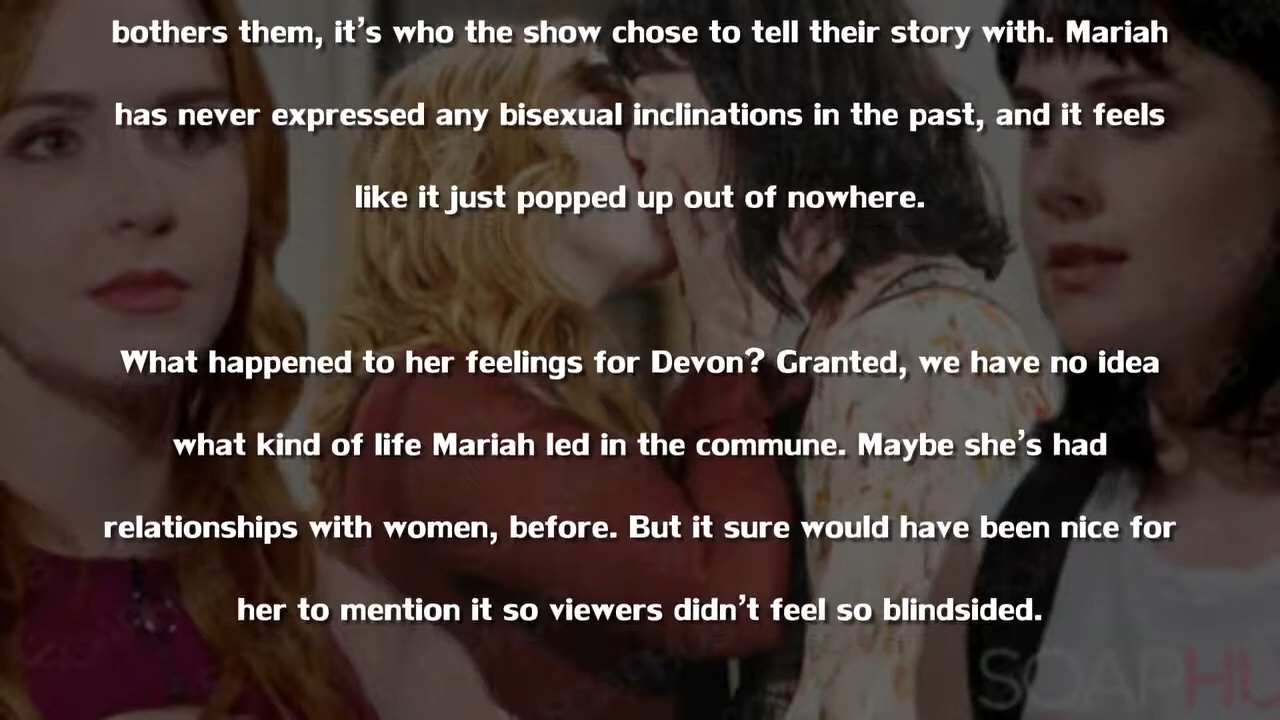 bothers them, it’s who the show chose to tell their story with. Mariah
has never expressed any bisexual inclinations in the past, and it feels
like it just popped up out of nowhere.
What happened to her feelings for Devon? Granted, we have no idea
what kind of life Mariah led in the commune. Maybe she’s had
relationships with women, before. But it sure would have been nice for
her to mention it so viewers didn’t feel so blindsided.
SOAPHU